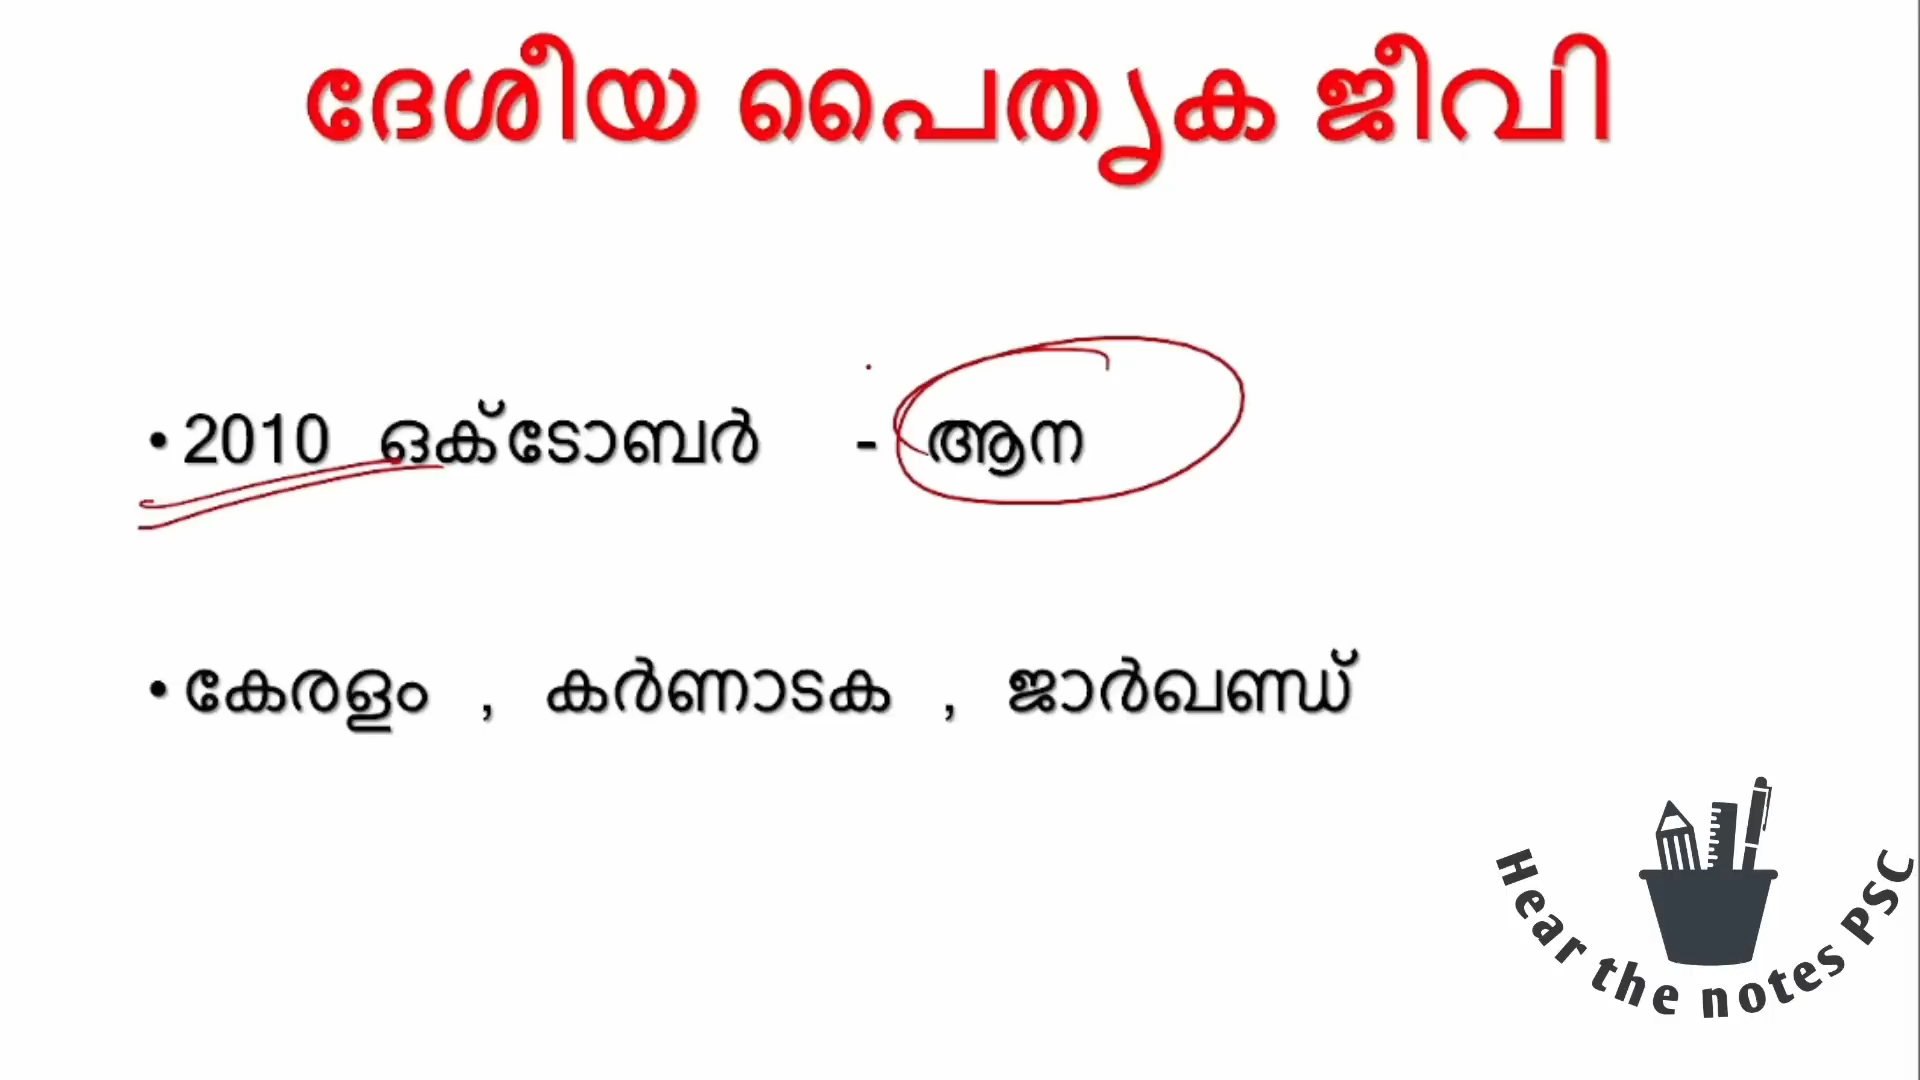 ദേശീയ പൈതൃക ജീവി
• 2010 ഒക്ടോബർ - ആന
• കേരളം , കർണാടക , ജാർഖണ്ഡ്
Hear the notes PSC